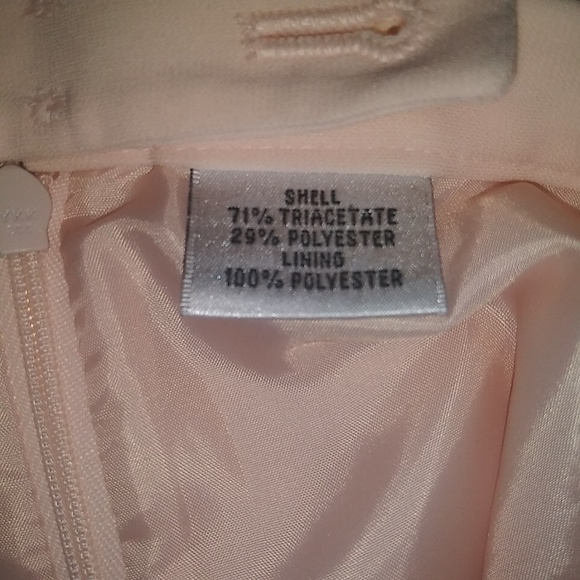 SHELL
71% TRIACETATE
29% POLYESTER
LINING
100% POLYESTER